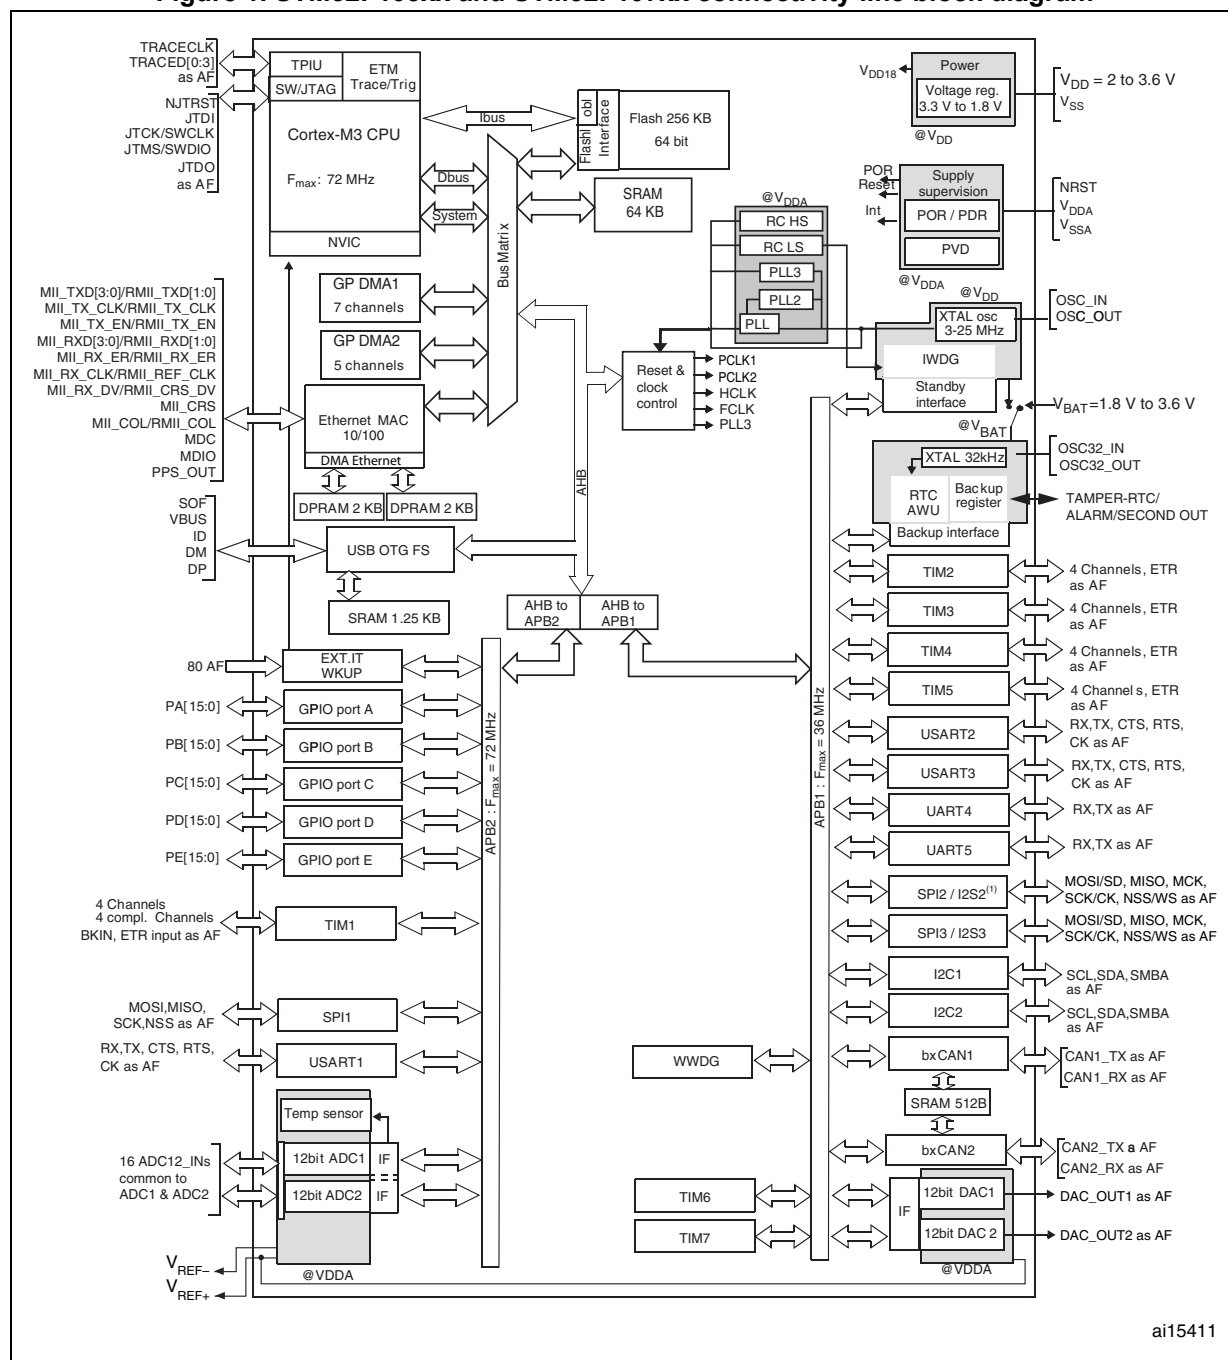 TRACECLK
TRACED[0:3]
as AF
NJTRST
JTDI
JTCK/SWCLK
JTMS/SWDIO
JTDO
as AF
TPIU
ETM
Trace/Trig
SW/JTAG
Cortex-M3 CPU
Fmax: 72 MHz
NVIC
Ibus
Dbus
System
Bus Matrix
Flashl
obl
Interface
Flash 256 KB
64 bit
SRAM
64 KB
VDD18
Power
Voltage reg.
3.3 V to 1.8 V
@VDD
VDD = 2 to 3.6 V
VSS
POR
Reset
Int
Supply
supervision
POR / PDR
PVD
@VDDA
NRST
VDDA
VSSA
@VDDA
RC HS
RC LS
PLL3
PLL2
PLL
GP DMA1
7 channels
GP DMA2
5 channels
MII_TXD[3:0]/RMII_TXD[1:0]
MII_TX_CLK/RMII_TX_CLK
MII_TX_EN/RMII_TX_EN
MII_RXD[3:0]/RMII_RXD[1:0]
MII_RX_ER/RMII_RX_ER
MII_RX_CLK/RMII_REF_CLK
MII_RX_DV/RMII_CRS_DV
MII_CRS
MII_COL/RMII_COL
MDC
MDIO
PPS_OUT
Ethernet MAC
10/100
DMA Ethernet
DPRAM 2 KB
DPRAM 2 KB
Reset &
clock
control
PCLK1
PCLK2
HCLK
FCLK
PLL3
@VDD
XTAL osc
3-25 MHz
IWDG
Standby
interface
OSC_IN
OSC_OUT
VBAT=1.8 V to 3.6 V
@VBAT
XTAL 32kHz
OSC32_IN
OSC32_OUT
RTC
AWU
Backup
register
Backup interface
TAMPER-RTC/
ALARM/SECOND OUT
AHB
SOF
VBUS
ID
DM
DP
USB OTG FS
SRAM 1.25 KB
AHB to
APB2
AHB to
APB1
80 AF
EXT.IT
WKUP
PA[15:0]
GPIO port A
PB[15:0]
GPIO port B
PC[15:0]
GPIO port C
PD[15:0]
GPIO port D
PE[15:0]
GPIO port E
4 Channels
4 compl. Channels
BKIN, ETR input as AF
TIM1
MOSI,MISO,
SCK,NSS as AF
SPI1
RX,TX, CTS, RTS,
CK as AF
USART1
Temp sensor
16 ADC12_INs
common to
ADC1 & ADC2
12bit ADC1
IF
12bit ADC2
IF
VREF–
VREF+
@VDDA
APB2 : Fmax = 72 MHz
APB1 : Fmax = 36 MHz
TIM2
4 Channels, ETR
as AF
TIM3
4 Channels, ETR
as AF
TIM4
4 Channels, ETR
as AF
TIM5
4 Channels, ETR
as AF
USART2
RX,TX, CTS, RTS,
CK as AF
USART3
RX,TX, CTS, RTS,
CK as AF
UART4
RX,TX as AF
UART5
RX,TX as AF
SPI2 / I2S2(1)
MOSI/SD, MISO, MCK,
SCK/CK, NSS/WS as AF
SPI3 / I2S3
MOSI/SD, MISO, MCK,
SCK/CK, NSS/WS as AF
I2C1
SCL,SDA,SMBA
as AF
I2C2
SCL,SDA,SMBA
as AF
WWDG
bxCAN1
CAN1_TX as AF
CAN1_RX as AF
SRAM 512B
bxCAN2
CAN2_TX a AF
CAN2_RX as AF
TIM6
TIM7
IF
12bit DAC1
DAC_OUT1 as AF
12bit DAC 2
DAC_OUT2 as AF
@VDDA
ai15411